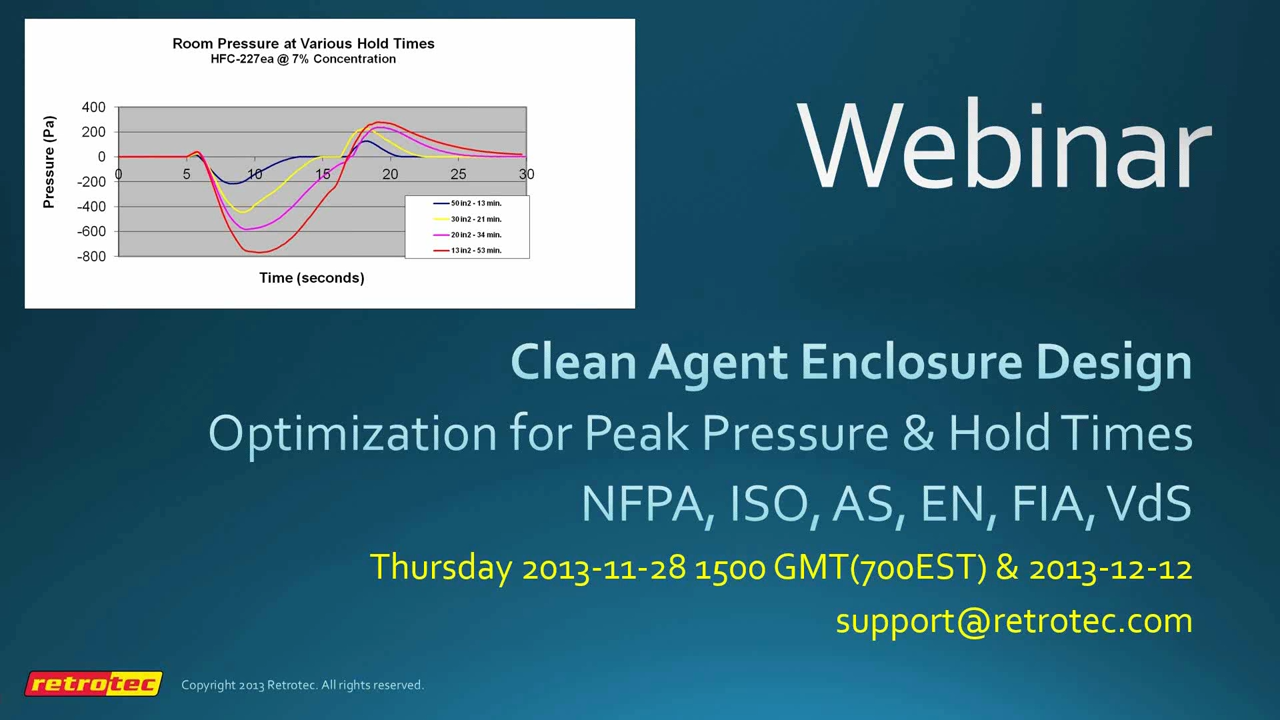 Room Pressure at Various Hold Times
HFC-227ea @ 7% Concentration
Pressure (Pa)
400
200
0
-200
-400
-600
-800
0 5 10 15 20 25 30
50 in2 - 13 min.
30 in2 - 21 min.
20 in2 - 34 min.
13 in2 - 53 min.
Time (seconds)
Webinar
Clean Agent Enclosure Design
Optimization for Peak Pressure & Hold Times
NFPA, ISO, AS, EN, FIA, VdS
Thursday 2013-11-28 1500 GMT(700EST) & 2013-12-12
support@retrotec.com
retrotec
Copyright 2013 Retrotec. All rights reserved.